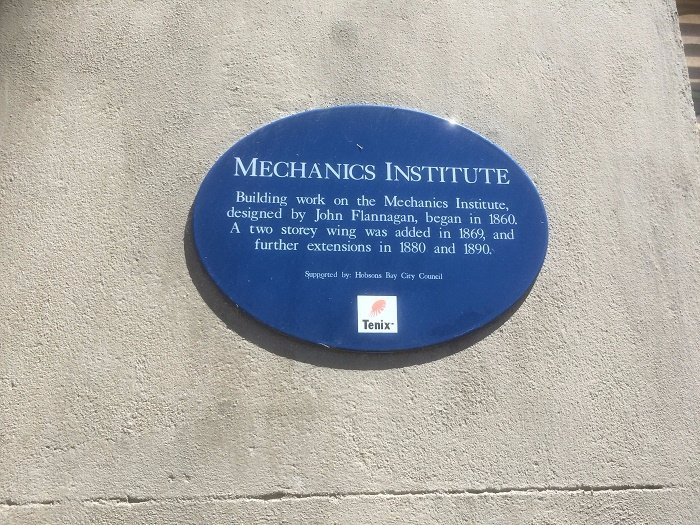 MECHANICS INSTITUTE
Building work on the Mechanics Institute,
designed by John Flannagan, began in 1860.
A two storey wing was added in 1869, and
further extensions in 1880 and 1890.
Supported by: Hobsons Bay City Council
Tenix